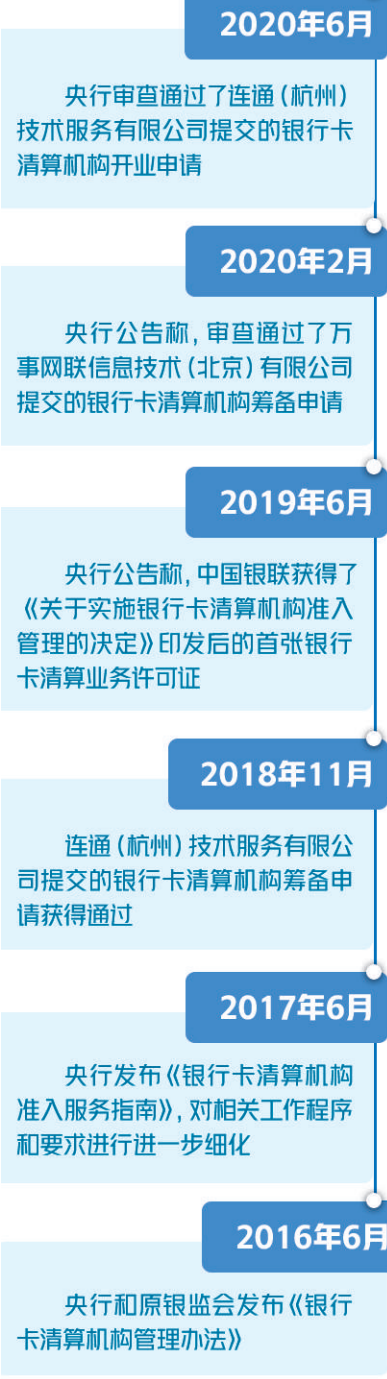 2020年6月
央行审查通过了连通(杭州)
技术服务有限公司提交的银行卡
清算机构开业申请
2020年2月
央行公告称,审查通过了万
事网联信息技术(北京)有限公司
提交的银行卡清算机构筹备申请
2019年6月
央行公告称,中国银联获得了
《关于实施银行卡清算机构准入
管理的决定》印发后的首张银行
卡清算业务许可证
2018年11月
连通(杭州)技术服务有限公
司提交的银行卡清算机构筹备申
请获得通过
2017年6月
央行发布《银行卡清算机构
准入服务指南》,对相关工作程序
和要求进行进一步细化
2016年6月
央行和原银监会发布《银行
卡清算机构管理办法》